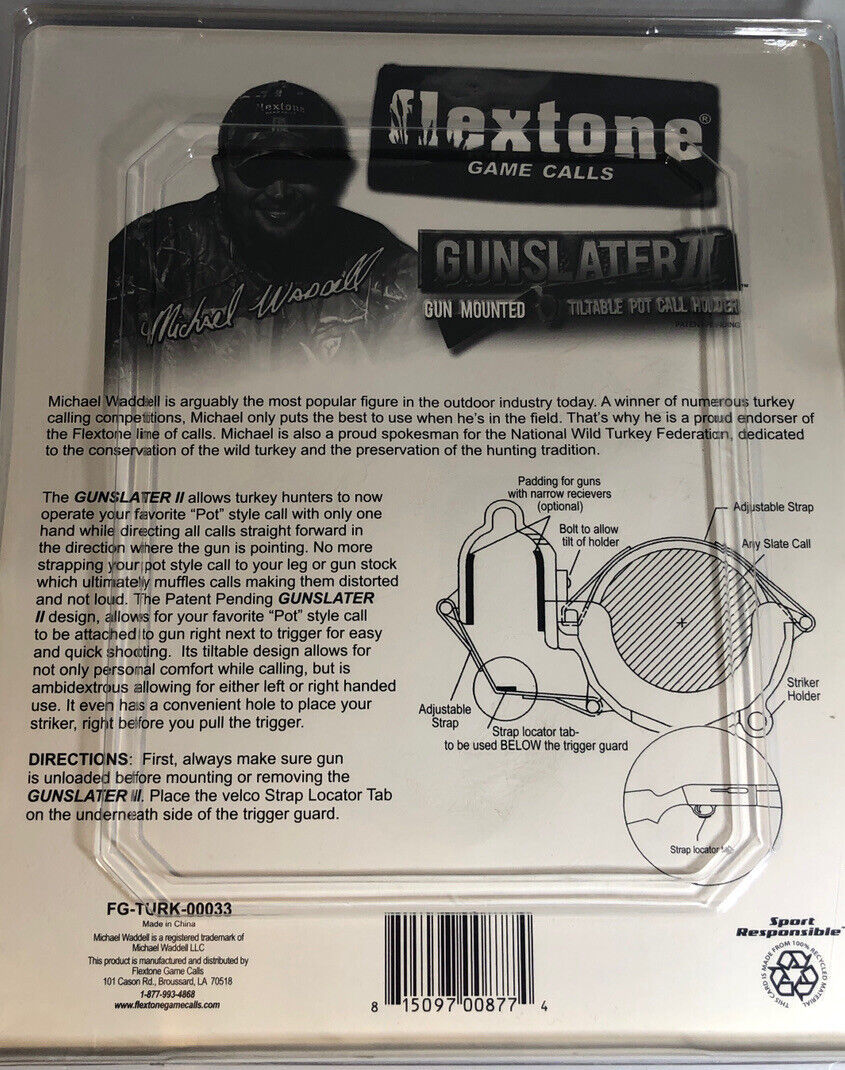 flextone
flextone®
GAME CALLS
GUNSLATER II™
GUN MOUNTED TILTABLE POT CALL HOLDER
PATENT PENDING
Michael Waddell
Michael Waddell is arguably the most popular figure in the outdoor industry today. A winner of numerous turkey
calling competitions, Michael only puts the best to use when he's in the field. That's why he is a proud endorser of
the Flextone line of calls. Michael is also a proud spokesman for the National Wild Turkey Federation, dedicated
to the conservation of the wild turkey and the preservation of the hunting tradition.
The GUNSLATER II allows turkey hunters to now
operate your favorite "Pot" style call with only one
hand while directing all calls straight forward in
the direction where the gun is pointing. No more
strapping your pot style call to your leg or gun stock
which ultimately muffles calls making them distorted
and not loud. The Patent Pending GUNSLATER
II design, allows for your favorite "Pot" style call
to be attached to gun right next to trigger for easy
and quick shooting. Its tiltable design allows for
not only personal comfort while calling, but is
ambidextrous allowing for either left or right handed
use. It even has a convenient hole to place your
striker, right before you pull the trigger.
DIRECTIONS: First, always make sure gun
is unloaded before mounting or removing the
GUNSLATER II. Place the velco Strap Locator Tab
on the underneath side of the trigger guard.
Padding for guns
with narrow recievers
(optional)
Bolt to allow
tilt of holder
Adjustable Strap
Any Slate Call
Striker
Holder
Adjustable
Strap
Strap locator tab-
to be used BELOW the trigger guard
Strap locator tab-
FG-TURK-00033
Made in China
Michael Waddell is a registered trademark of
Michael Waddell LLC
This product is manufactured and distributed by
Flextone Game Calls
101 Cason Rd., Broussard, LA 70518
1-877-993-4868
www.flextonegamecalls.com
8 15097 00877 4
Sport
Responsible™
THIS CARD IS MADE FROM 100% RECYCLED MATERIAL